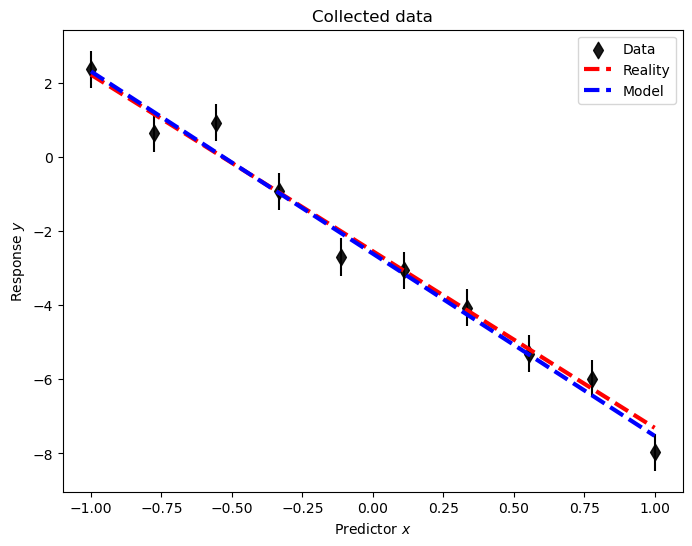 Collected data
Data
Reality
Model
2
0
−2
−4
−6
−8
Response y
−1.00 −0.75 −0.50 −0.25 0.00 0.25 0.50 0.75 1.00
Predictor x